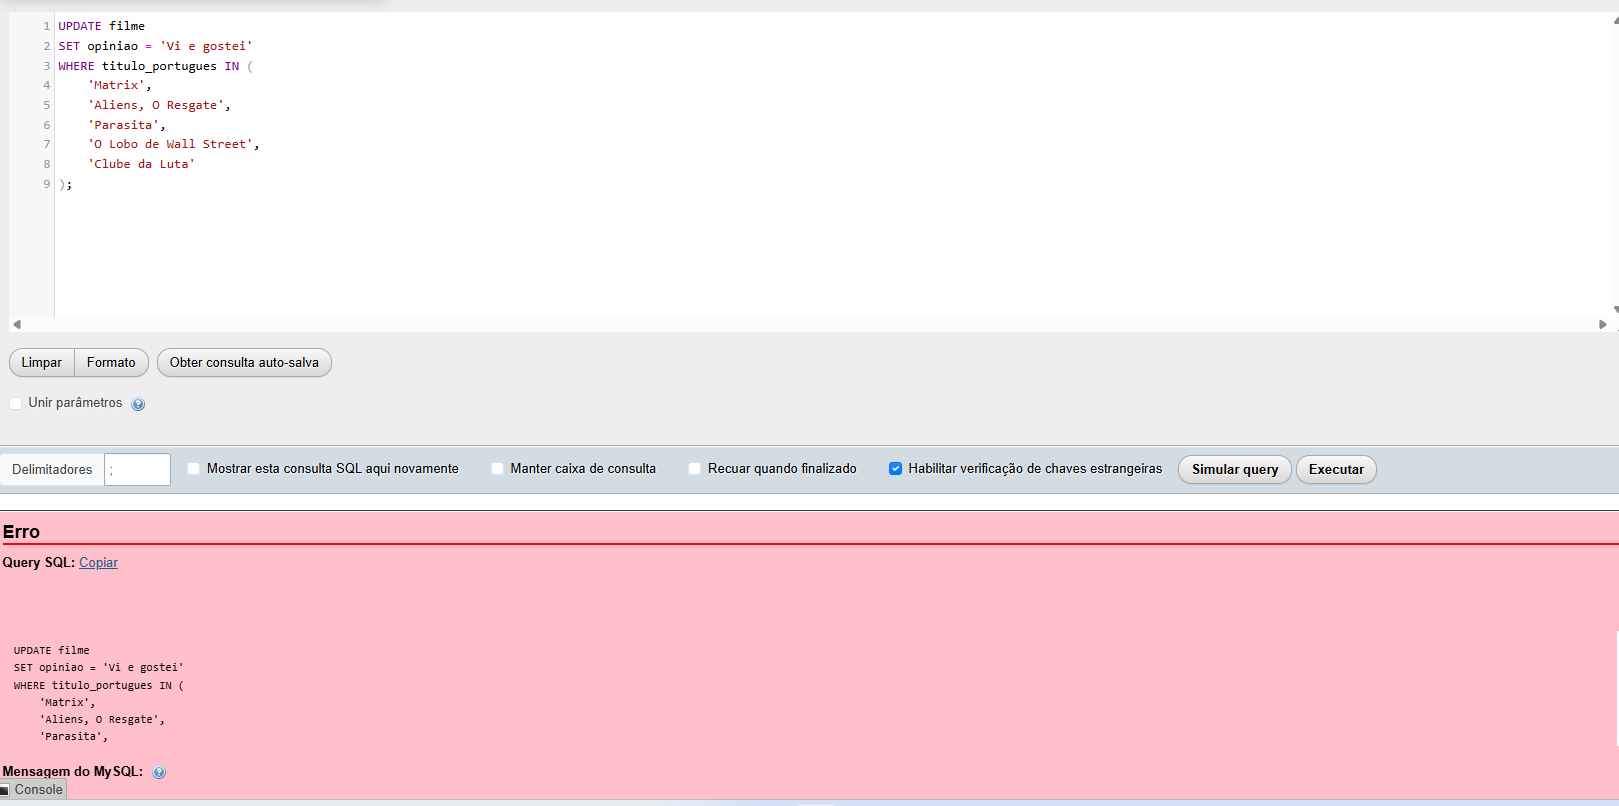 1 UPDATE filme
2 SET opiniao = 'Vi e gostei'
3 WHERE titulo_portugues IN (
4 'Matrix',
5 'Aliens, O Resgate',
6 'Parasita',
7 'O Lobo de Wall Street',
8 'Clube da Luta'
9 );
Limpar Formato Obter consulta auto-salva
Unir parâmetros
Delimitadores ; Mostrar esta consulta SQL aqui novamente Manter caixa de consulta Recuar quando finalizado Habilitar verificação de chaves estrangeiras Simular query Executar
Erro
Query SQL: Copiar
UPDATE filme
SET opiniao = 'Vi e gostei'
WHERE titulo_portugues IN (
'Matrix',
'Aliens, O Resgate',
'Parasita',
Mensagem do MySQL:
Console